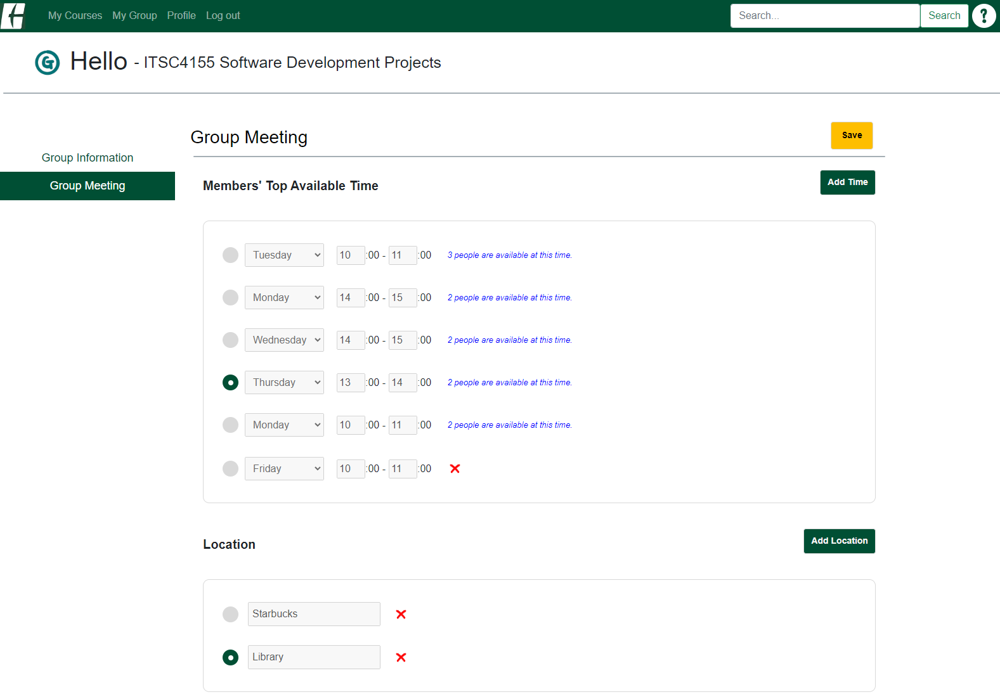 My Courses My Group Profile Log out Search... Search ?
G Hello - ITSC4155 Software Development Projects
Group Meeting Save
Group Information
Group Meeting
Members' Top Available Time Add Time
Tuesday 10 :00 - 11 :00 3 people are available at this time.
Monday 14 :00 - 15 :00 2 people are available at this time.
Wednesday 14 :00 - 15 :00 2 people are available at this time.
Thursday 13 :00 - 14 :00 2 people are available at this time.
Monday 10 :00 - 11 :00 2 people are available at this time.
Friday 10 :00 - 11 :00
Location Add Location
Starbucks
Library